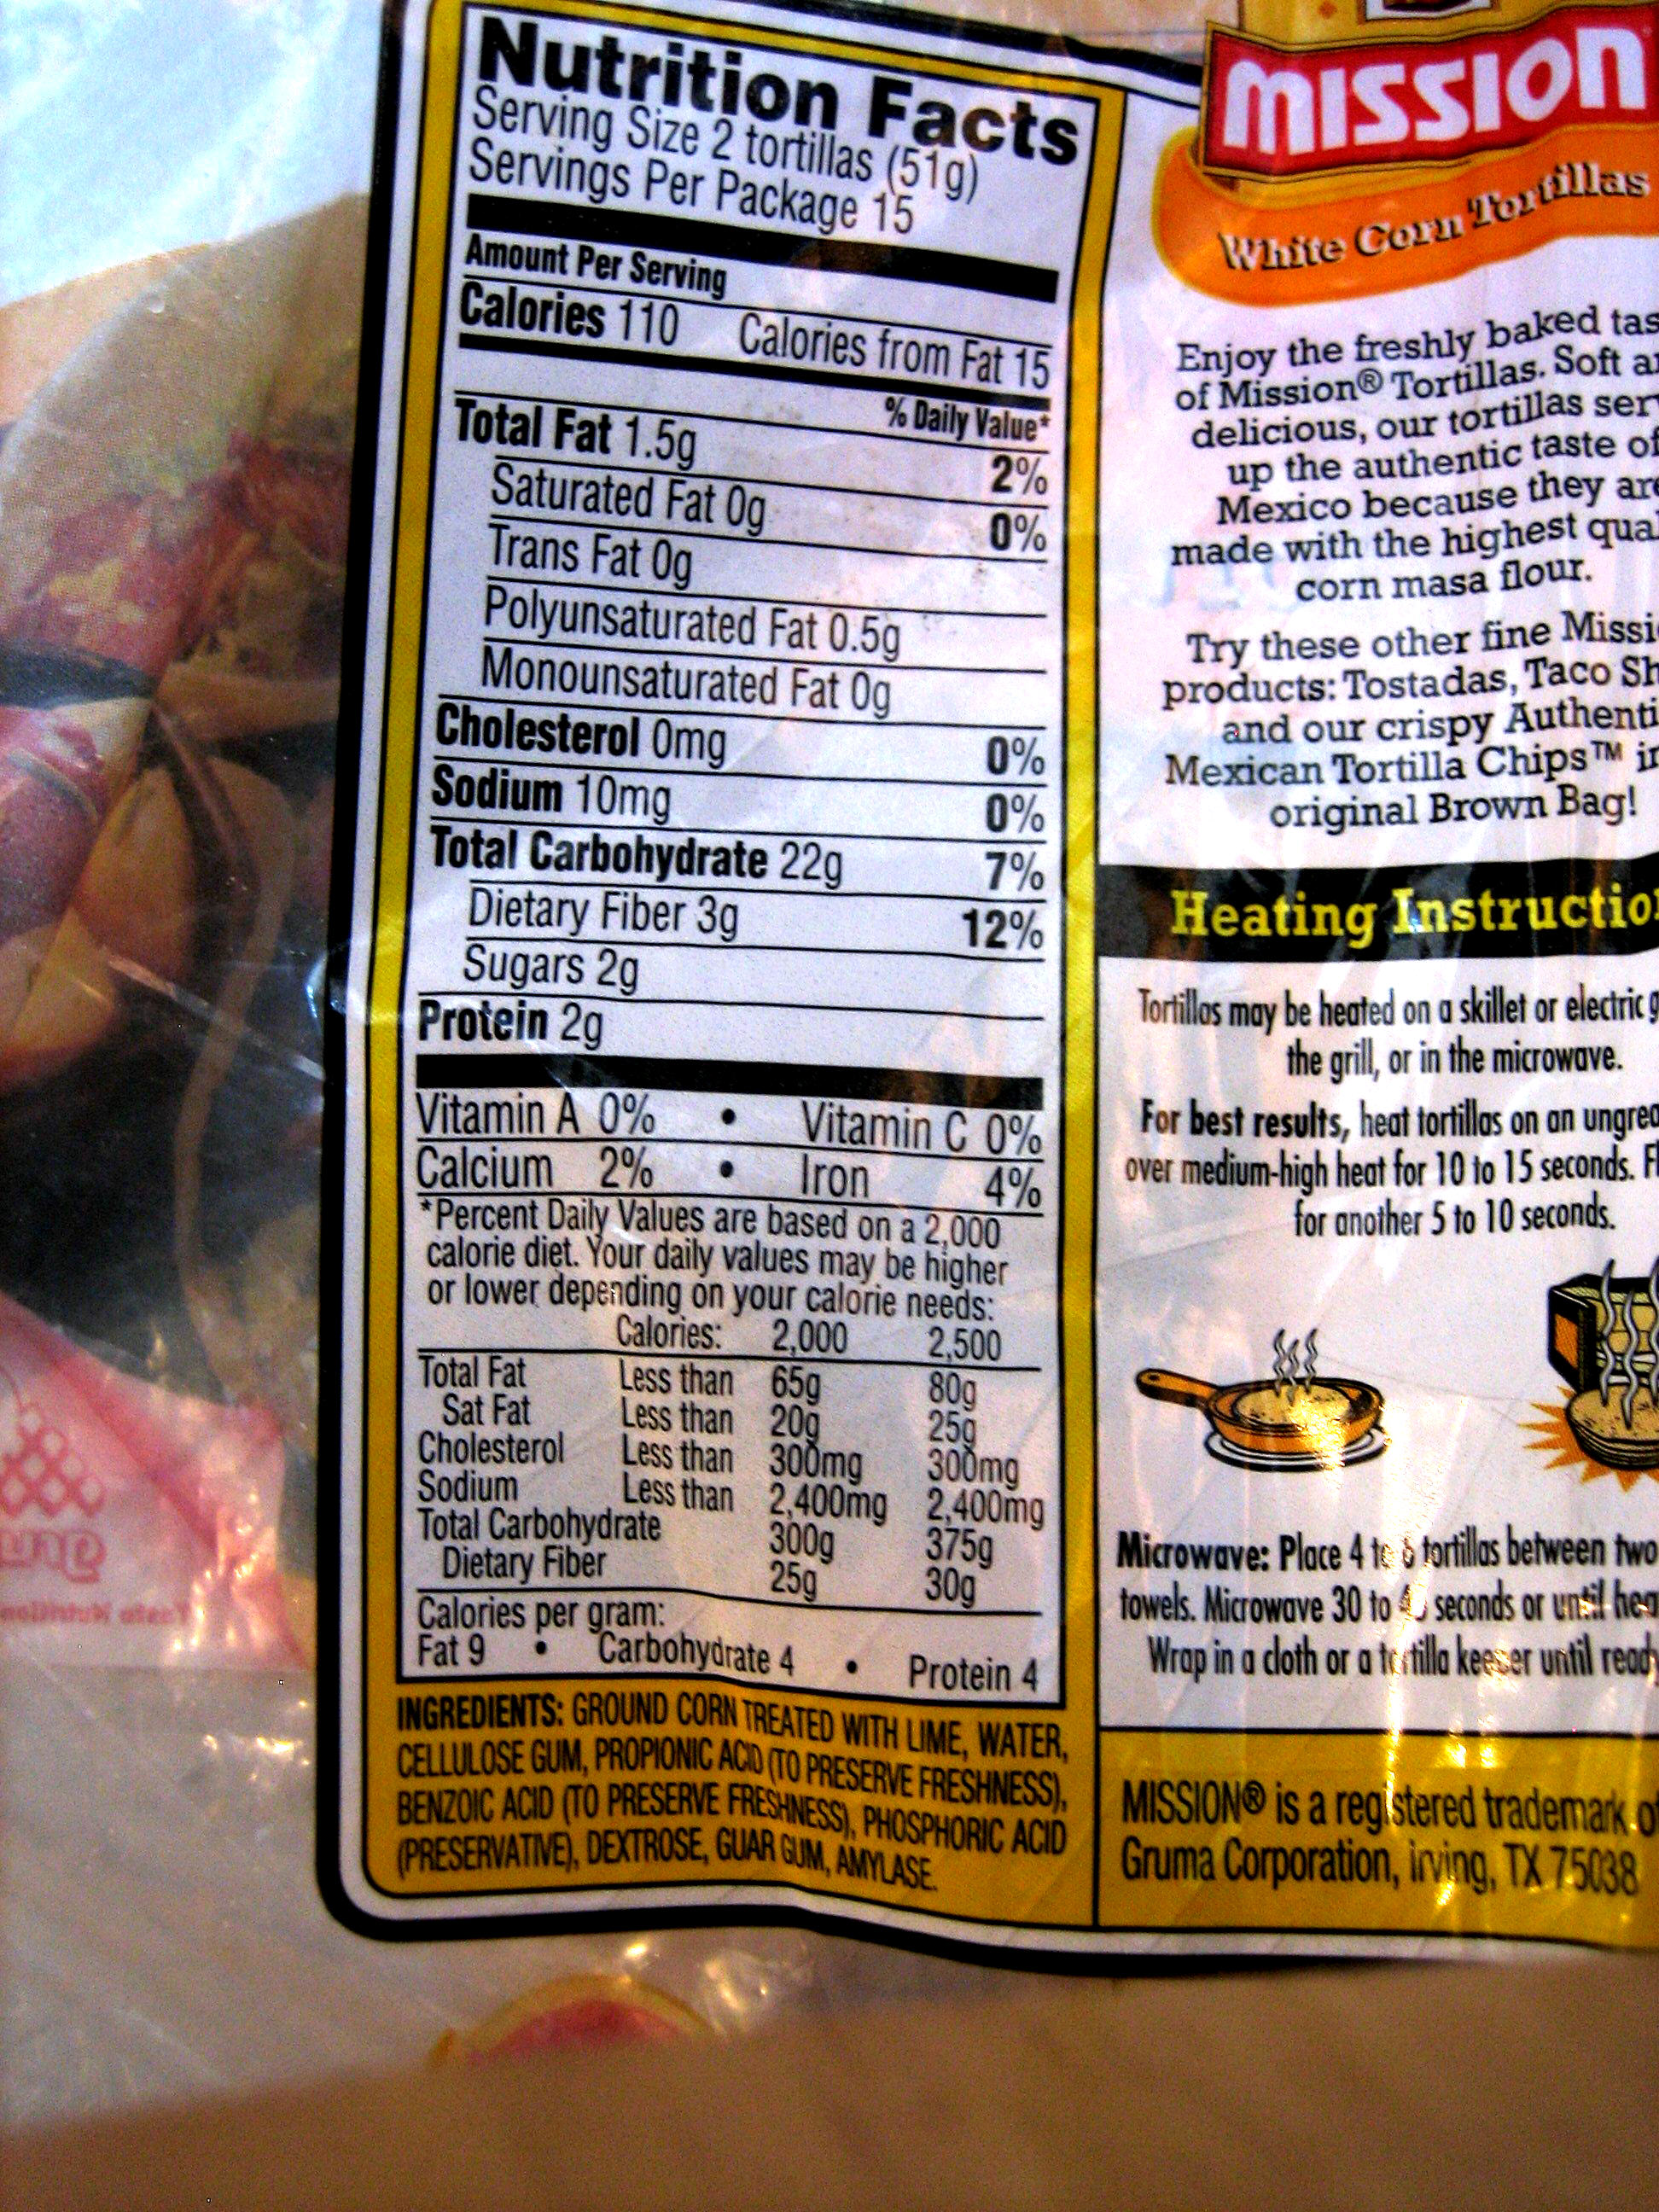 Nutrition Facts
Serving Size 2 tortillas (51g)
Servings Per Package 15
Amount Per Serving
Calories 110 Calories from Fat 15
% Daily Value*
Total Fat 1.5g 2%
Saturated Fat 0g 0%
Trans Fat 0g
Polyunsaturated Fat 0.5g
Monounsaturated Fat 0g
Cholesterol 0mg 0%
Sodium 10mg 0%
Total Carbohydrate 22g 7%
Dietary Fiber 3g 12%
Sugars 2g
Protein 2g
Vitamin A 0% • Vitamin C 0%
Calcium 2% • Iron 4%
*Percent Daily Values are based on a 2,000
calorie diet. Your daily values may be higher
or lower depending on your calorie needs:
Calories: 2,000 2,500
Total Fat Less than 65g 80g
Sat Fat Less than 20g 25g
Cholesterol Less than 300mg 300mg
Sodium Less than 2,400mg 2,400mg
Total Carbohydrate 300g 375g
Dietary Fiber 25g 30g
Calories per gram:
Fat 9 • Carbohydrate 4 • Protein 4
INGREDIENTS: GROUND CORN TREATED WITH LIME, WATER,
CELLULOSE GUM, PROPIONIC ACID (TO PRESERVE FRESHNESS),
BENZOIC ACID (TO PRESERVE FRESHNESS), PHOSPHORIC ACID
(PRESERVATIVE), DEXTROSE, GUAR GUM, AMYLASE.
MISSION
White Corn Tortillas
Enjoy the freshly baked
of Mission® Tortillas. Soft
delicious, our tortillas
up the authentic taste of
Mexico because they are
made with the highest
corn masa flour.
Try these other fine
products: Tostadas, Taco
and our crispy
Mexican Tortilla Chips™
original Brown Bag!
Heating
Tortillas may be heated on a skillet or electric
the grill, or in the microwave.
For best results, heat tortillas on an
over medium-high heat for 10 to 15 seconds.
for another 5 to 10 seconds.
Microwave: Place 4 to 6 tortillas between two
towels. Microwave 30 to seconds or until
Wrap in a cloth or a tortilla keeper until
MISSION® is a registered trademark of
Gruma Corporation, Irving, TX 75038